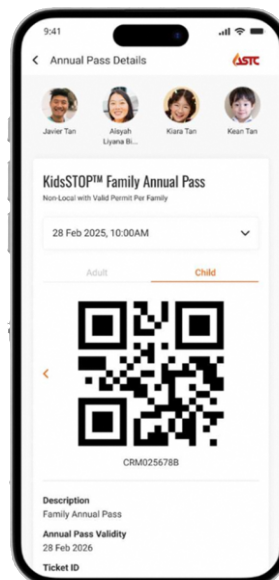 9:41
Annual Pass Details
ASTC
Javier Tan
Aisyah
Liyana Bi...
Kiara Tan
Kean Tan
KidsSTOP™ Family Annual Pass
Non-Local with Valid Permit Per Family
28 Feb 2025, 10:00AM
Adult
Child
CRM025678B
Description
Family Annual Pass
Annual Pass Validity
28 Feb 2026
Ticket ID